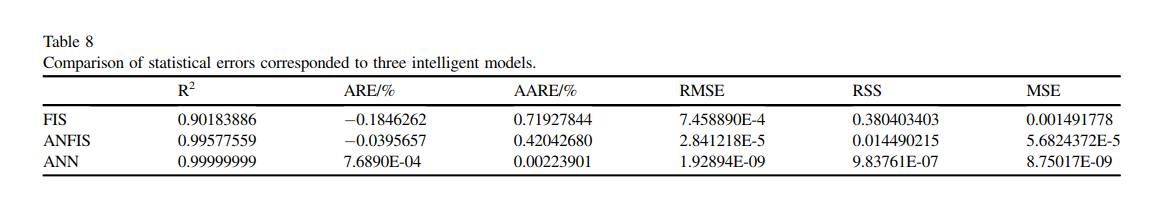 Table 8
Comparison of statistical errors corresponded to three intelligent models.
R² ARE/% AARE/% RMSE RSS MSE
FIS 0.90183886 −0.1846262 0.71927844 7.458890E-4 0.380403403 0.001491778
ANFIS 0.99577559 −0.0395657 0.42042680 2.841218E-5 0.014490215 5.6824372E-5
ANN 0.99999999 7.6890E-04 0.00223901 1.92894E-09 9.83761E-07 8.75017E-09